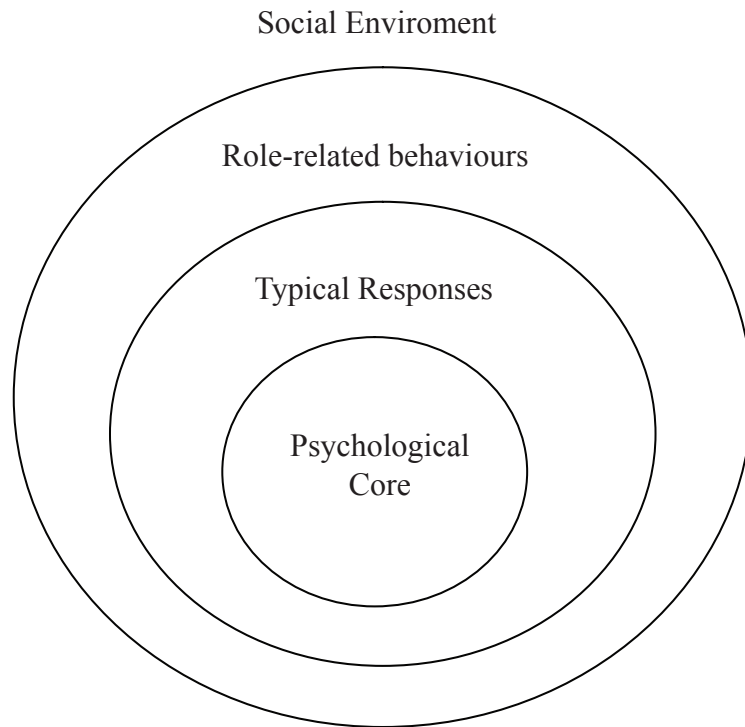 Social Enviroment
Role-related behaviours
Typical Responses
Psychological
Core